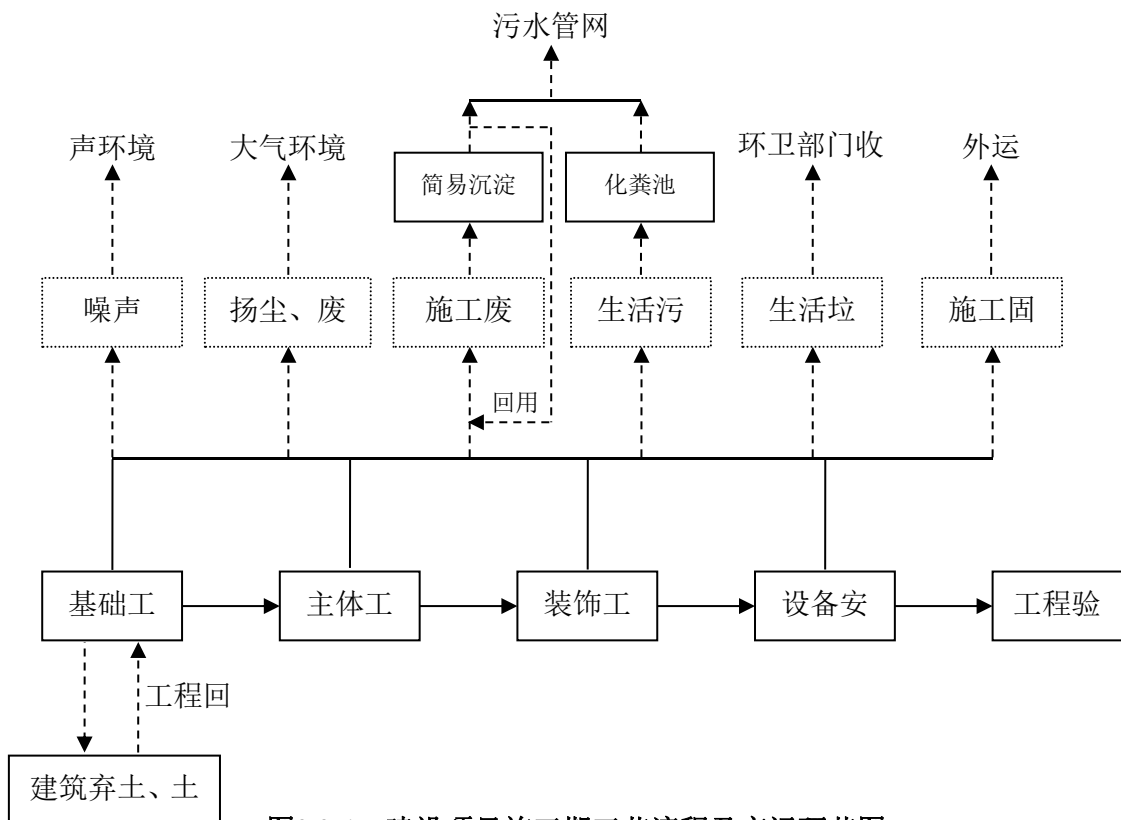 污水管网
声环境
大气环境
环卫部门收
外运
简易沉淀
化粪池
噪声
扬尘、废
施工废
生活污
生活垃
施工固
回用
基础工
主体工
装饰工
设备安
工程验
工程回
建筑弃土、土